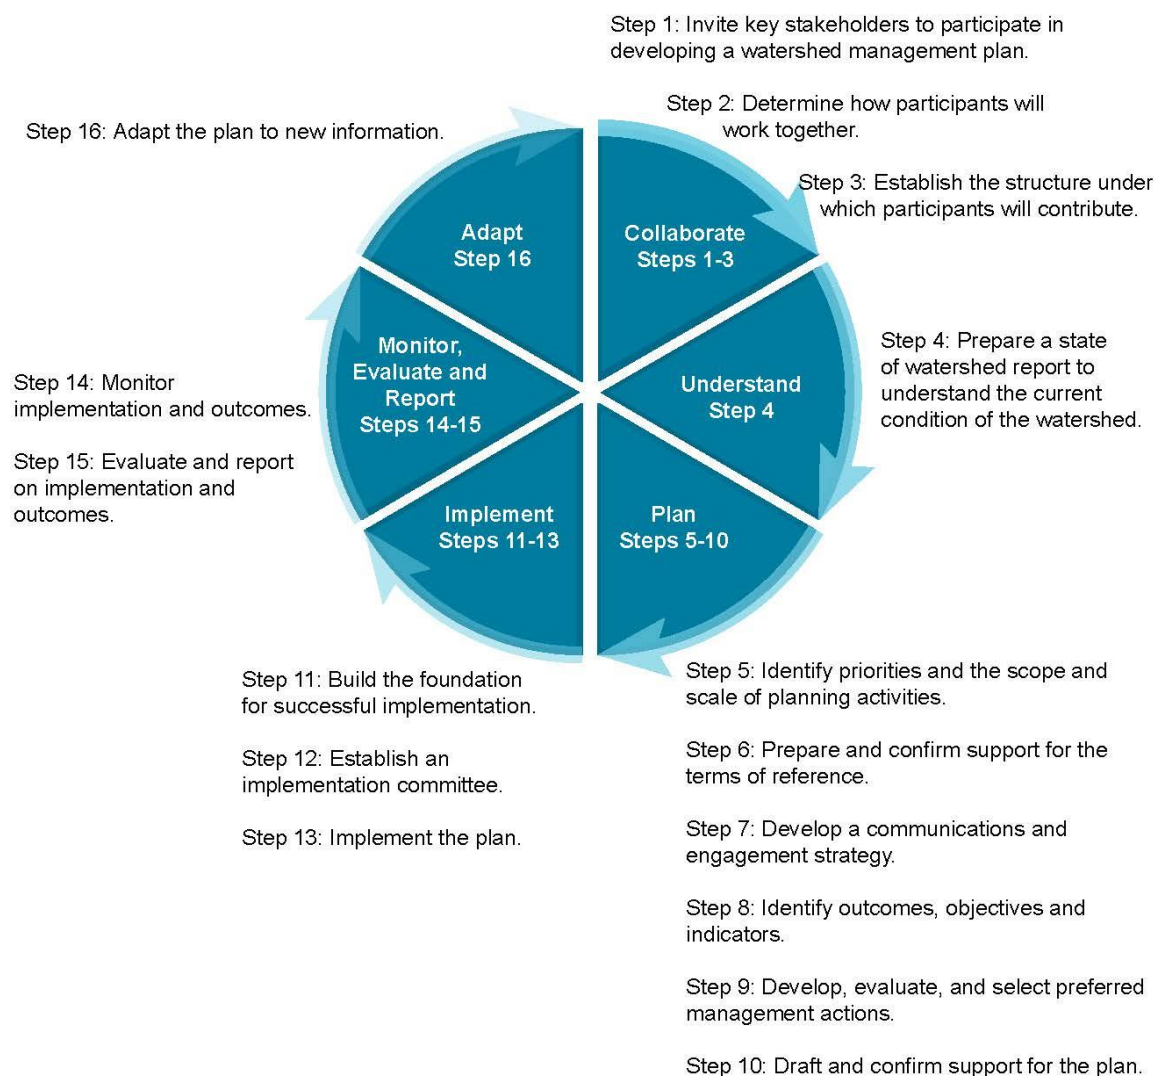 Step 1: Invite key stakeholders to participate in
developing a watershed management plan.
Step 2: Determine how participants will
work together.
Step 3: Establish the structure under
which participants will contribute.
Collaborate
Steps 1-3
Step 4: Prepare a state
of watershed report to
understand the current
condition of the watershed.
Understand
Step 4
Plan
Steps 5-10
Step 5: Identify priorities and the scope and
scale of planning activities.
Step 6: Prepare and confirm support for the
terms of reference.
Step 7: Develop a communications and
engagement strategy.
Step 8: Identify outcomes, objectives and
indicators.
Step 9: Develop, evaluate, and select preferred
management actions.
Step 10: Draft and confirm support for the plan.
Implement
Steps 11-13
Step 11: Build the foundation
for successful implementation.
Step 12: Establish an
implementation committee.
Step 13: Implement the plan.
Monitor,
Evaluate and
Report
Steps 14-15
Step 14: Monitor
implementation and outcomes.
Step 15: Evaluate and report
on implementation and
outcomes.
Adapt
Step 16
Step 16: Adapt the plan to new information.